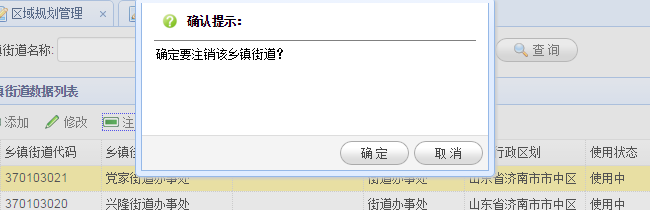 区域规划管理 ×
确认提示：
确定要注销该乡镇街道？
确定 取消
街道名称: 查询
街道数据列表
添加 修改 注
乡镇街道代码 乡镇街 行政区划 使用状态
370103021 党家街道办事处 街道办事处 山东省济南市市中区 使用中
370103020 兴隆街道办事处 街道办事处 山东省济南市市中区 使用中